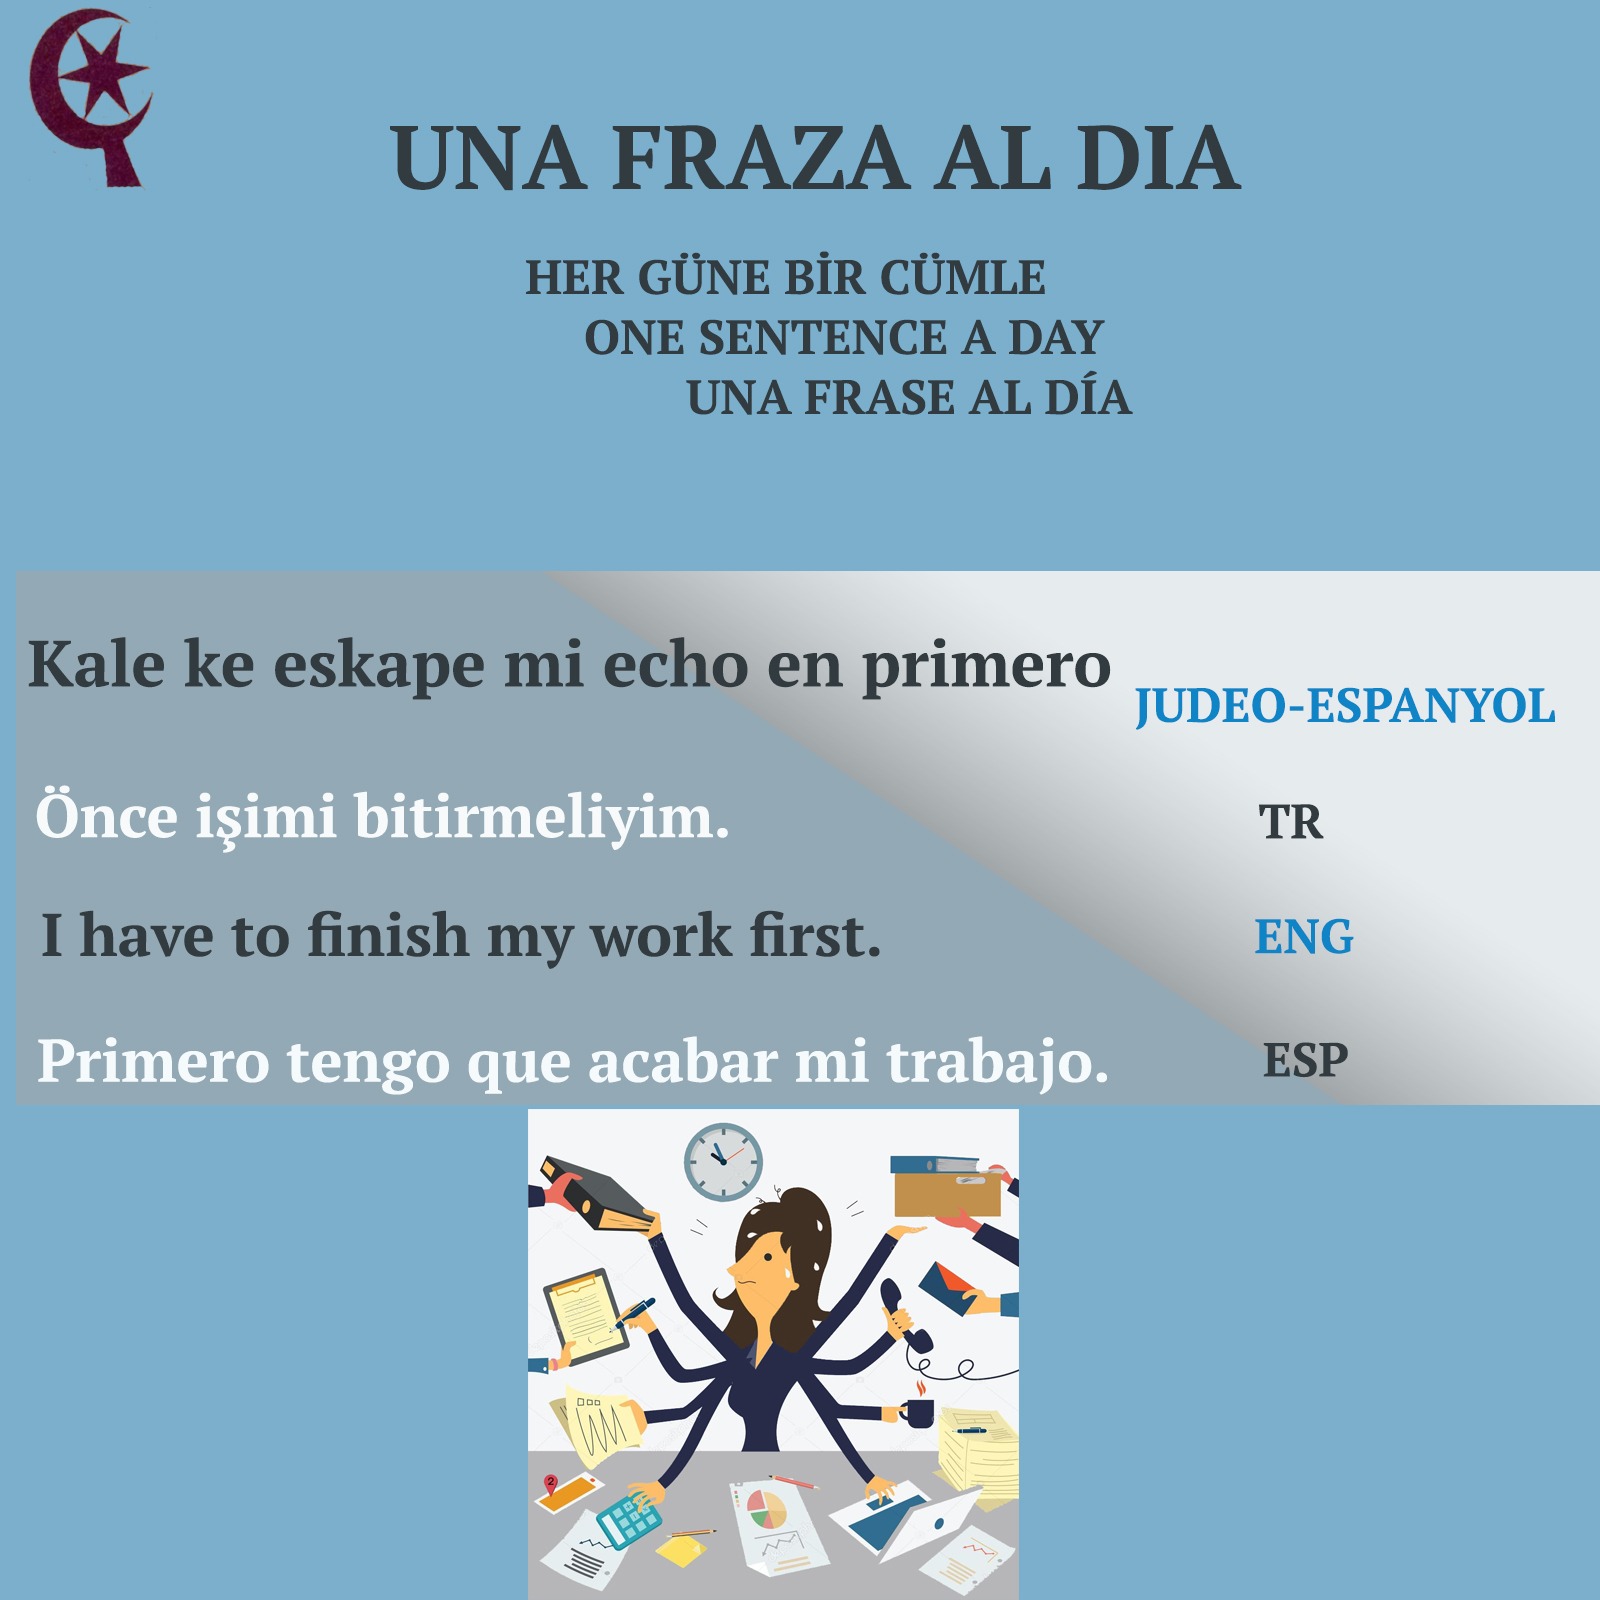 UNA FRAZA AL DIA
HER GÜNE BİR CÜMLE
ONE SENTENCE A DAY
UNA FRASE AL DÍA
Kale ke eskape mi echo en primero
JUDEO-ESPANYOL
Önce işimi bitirmeliyim.
TR
I have to finish my work first.
ENG
Primero tengo que acabar mi trabajo.
ESP
2